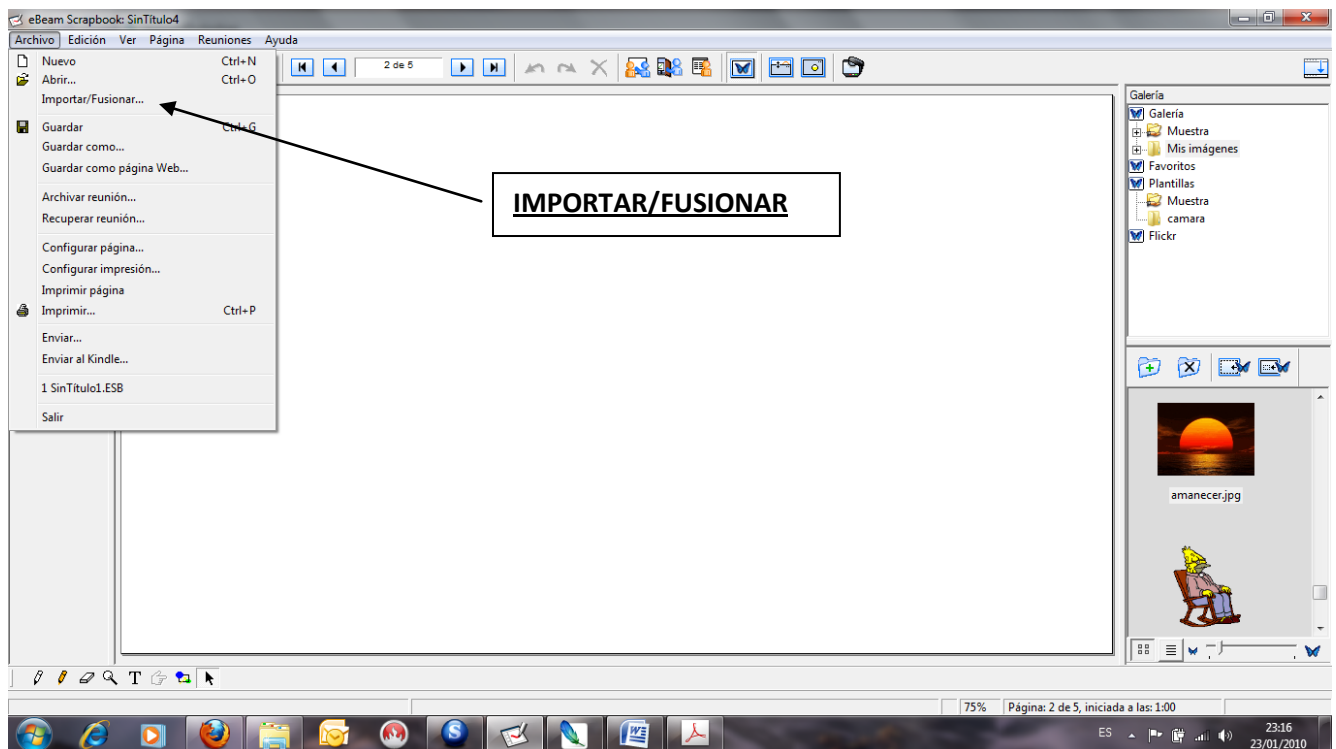 eBeam Scrapbook: SinTítulo4
Archivo Edición Ver Página Reuniones Ayuda
Nuevo Ctrl+N
Abrir... Ctrl+O
Importar/Fusionar...
Guardar Ctrl+G
Guardar como...
Guardar como página Web...
Archivar reunión...
Recuperar reunión...
Configurar página...
Configurar impresión...
Imprimir página
Imprimir... Ctrl+P
Enviar...
Enviar al Kindle...
1 SinTítulo1.ESB
Salir
2 de 5
IMPORTAR/FUSIONAR
Galería
Galería
Muestra
Mis imágenes
Favoritos
Plantillas
Muestra
camara
Flickr
amanecer.jpg
T
75% Página: 2 de 5, iniciada a las: 1:00
ES 23:16
23/01/2010